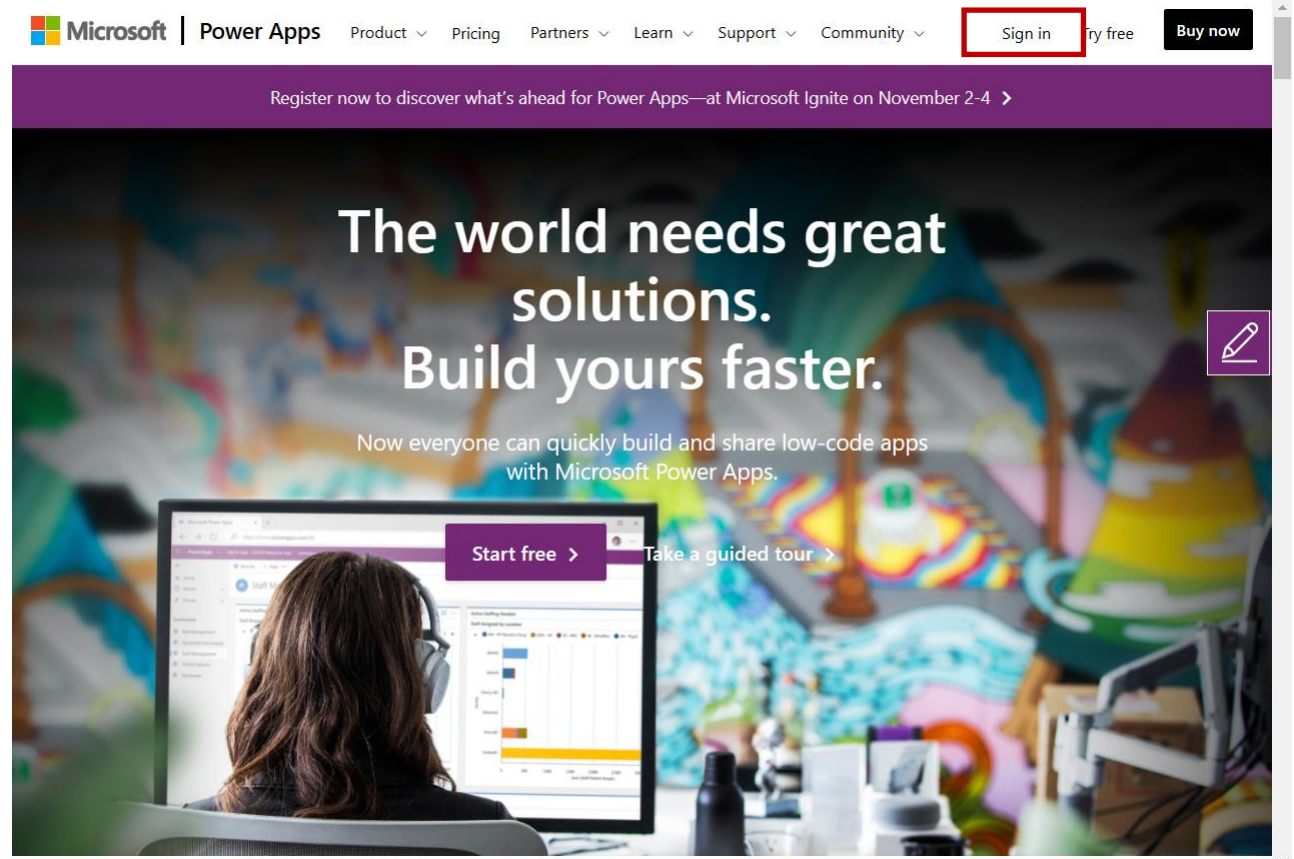 Microsoft | Power Apps Product Pricing Partners Learn Support Community Sign in Try free Buy now
Register now to discover what's ahead for Power Apps—at Microsoft Ignite on November 2-4
The world needs great
solutions.
Build yours faster.
Now everyone can quickly build and share low-code apps
with Microsoft Power Apps.
Start free Take a guided tour